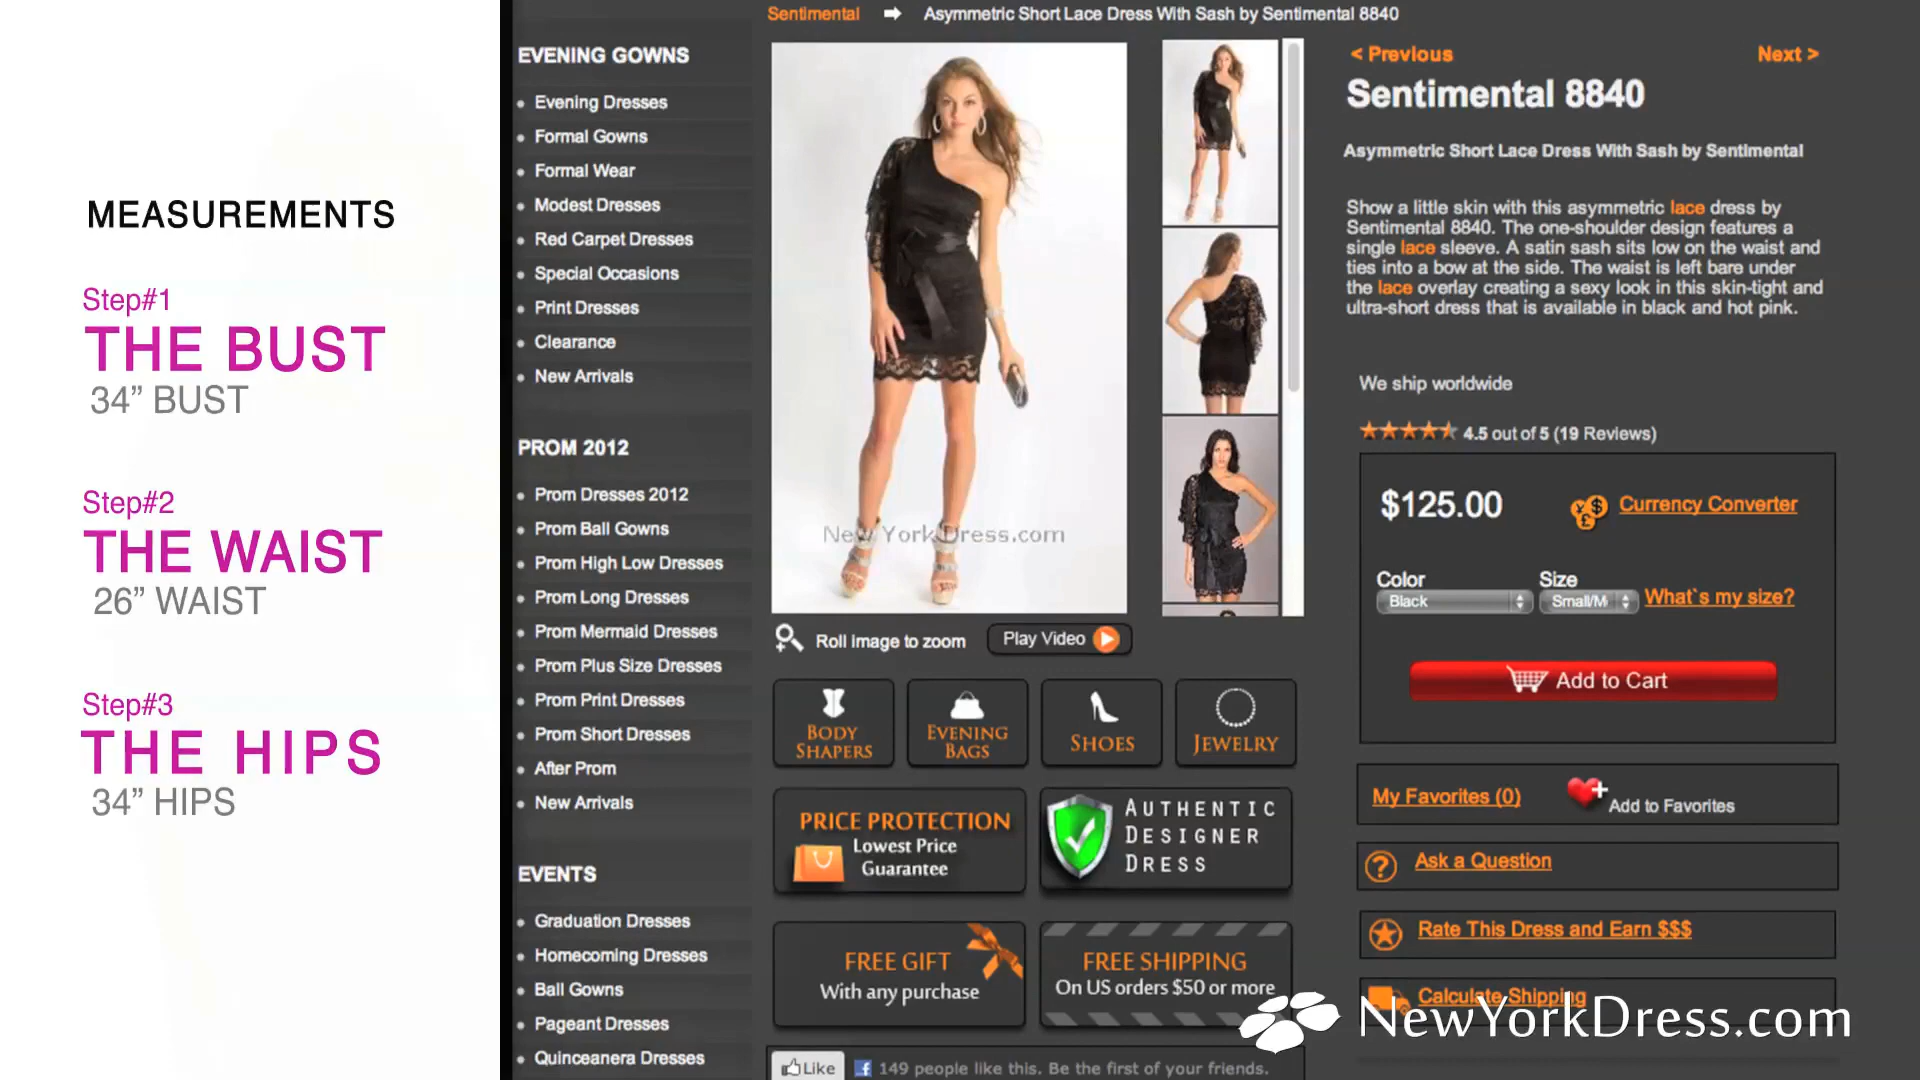 MEASUREMENTS
Step#1
THE BUST
34” BUST
Step#2
THE WAIST
26” WAIST
Step#3
THE HIPS
34” HIPS
EVENING GOWNS
Evening Dresses
Formal Gowns
Formal Wear
Modest Dresses
Red Carpet Dresses
Special Occasions
Print Dresses
Clearance
New Arrivals
PROM 2012
Prom Dresses 2012
Prom Ball Gowns
Prom High Low Dresses
Prom Long Dresses
Prom Mermaid Dresses
Prom Plus Size Dresses
Prom Print Dresses
Prom Short Dresses
After Prom
New Arrivals
EVENTS
Graduation Dresses
Homecoming Dresses
Ball Gowns
Pageant Dresses
Quinceanera Dresses
Sentimental Asymmetric Short Lace Dress With Sash by Sentimental 8840
NewYorkDress.com
Roll image to zoom
Play Video
BODY
SHAPERS
EVENING
BAGS
SHOES
JEWELRY
PRICE PROTECTION
Lowest Price
Guarantee
AUTHENTIC
DESIGNER
DRESS
FREE GIFT
With any purchase
FREE SHIPPING
On US orders $50 or more
Like
149 people like this. Be the first of your friends.
< Previous
Next >
Sentimental 8840
Asymmetric Short Lace Dress With Sash by Sentimental
Show a little skin with this asymmetric lace dress by
Sentimental 8840. The one-shoulder design features a
single lace sleeve. A satin sash sits low on the waist and
ties into a bow at the side. The waist is left bare under
the lace overlay creating a sexy look in this skin-tight and
ultra-short dress that is available in black and hot pink.
We ship worldwide
4.5 out of 5 (19 Reviews)
$125.00
Currency Converter
Color
Size
Black
Small/M
What`s my size?
Add to Cart
My Favorites (0)
Add to Favorites
Ask a Question
Rate This Dress and Earn $$$
Calculate Shipping
NewYorkDress.com